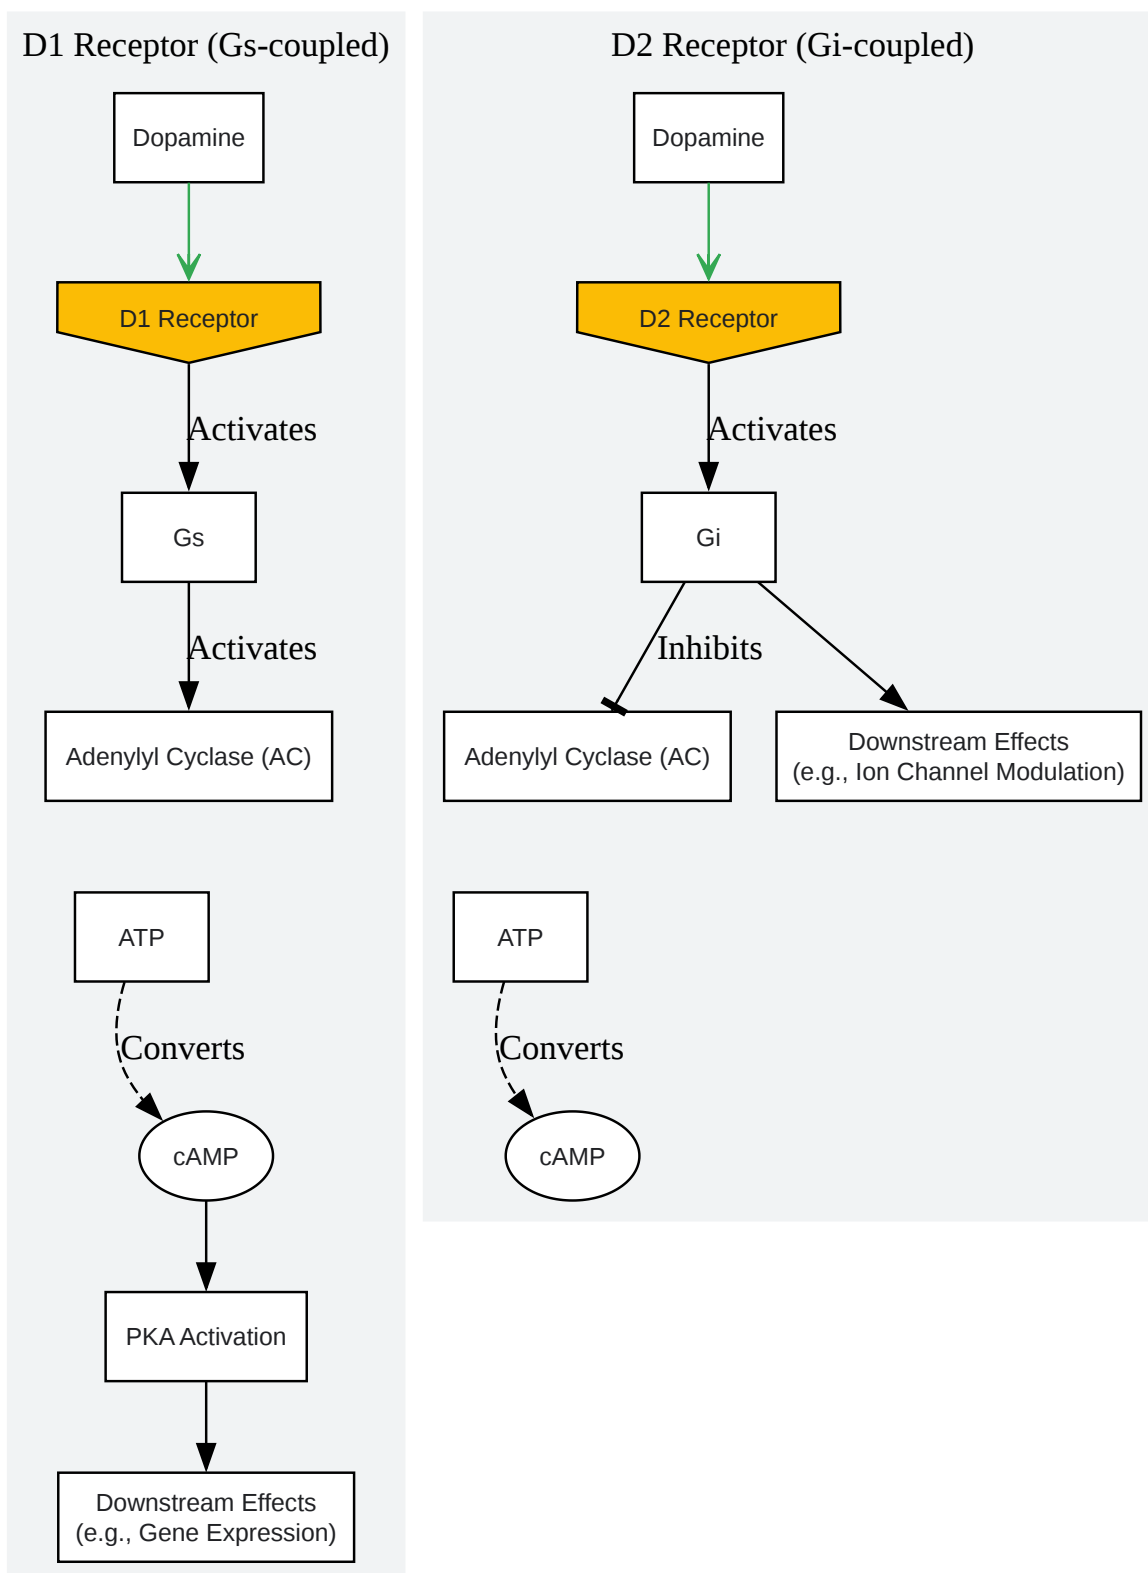 D1 Receptor (Gs-coupled)
Dopamine
D1 Receptor
Activates
Gs
Activates
Adenylyl Cyclase (AC)
ATP
Converts
cAMP
PKA Activation
Downstream Effects
(e.g., Gene Expression)
D2 Receptor (Gi-coupled)
Dopamine
D2 Receptor
Activates
Gi
Inhibits
Adenylyl Cyclase (AC)
Downstream Effects
(e.g., Ion Channel Modulation)
ATP
Converts
cAMP